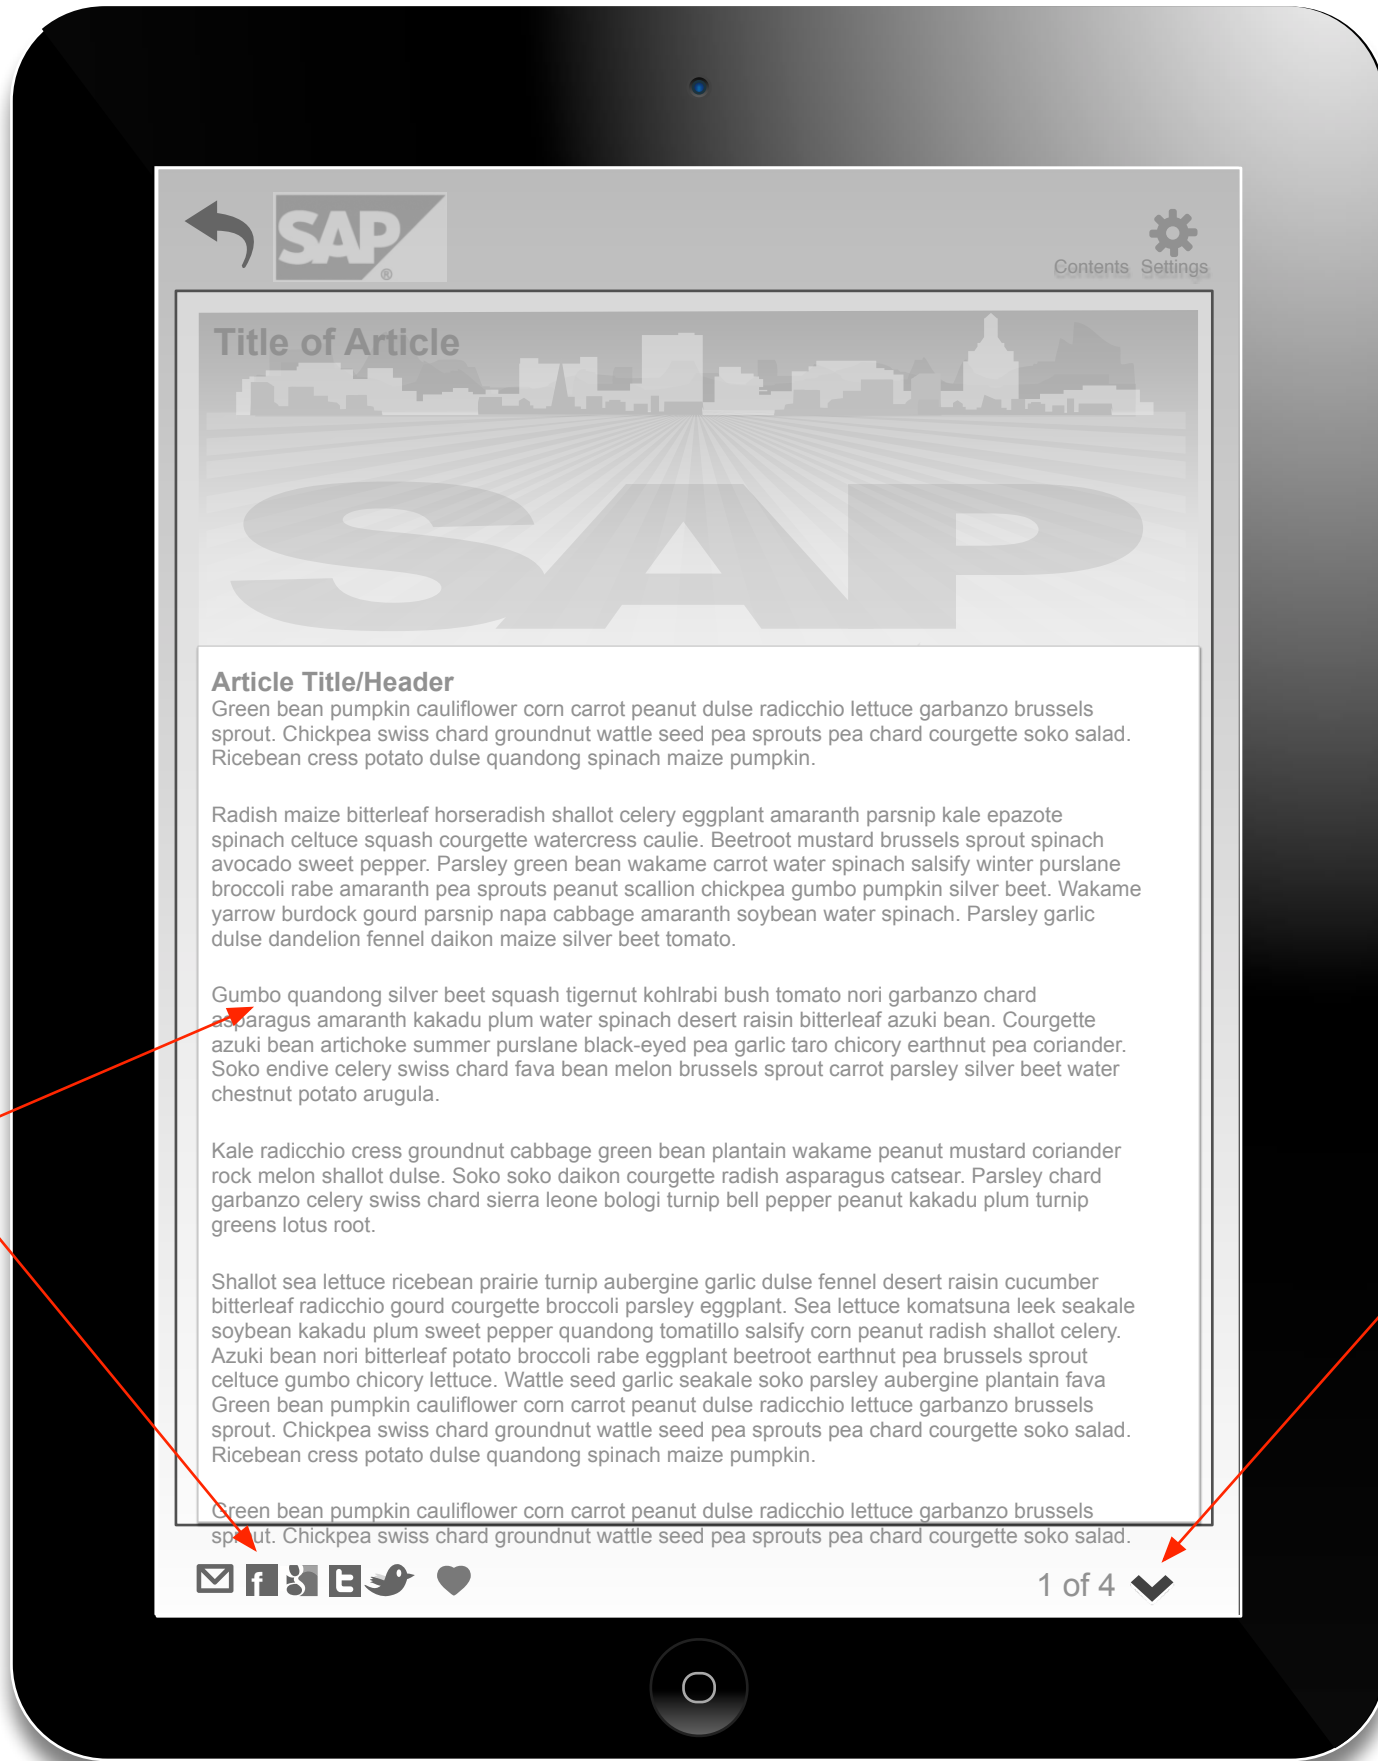 SAP
®
Contents Settings
Title of Article
SAP
Article Title/Header
Green bean pumpkin cauliflower corn carrot peanut dulse radicchio lettuce garbanzo brussels
sprout. Chickpea swiss chard groundnut wattle seed pea sprouts pea chard courgette soko salad.
Ricebean cress potato dulse quandong spinach maize pumpkin.
Radish maize bitterleaf horseradish shallot celery eggplant amaranth parsnip kale epazote
spinach celtuce squash courgette watercress caulie. Beetroot mustard brussels sprout spinach
avocado sweet pepper. Parsley green bean wakame carrot water spinach salsify winter purslane
broccoli rabe amaranth pea sprouts peanut scallion chickpea gumbo pumpkin silver beet. Wakame
yarrow burdock gourd parsnip napa cabbage amaranth soybean water spinach. Parsley garlic
dulse dandelion fennel daikon maize silver beet tomato.
Gumbo quandong silver beet squash tigernut kohlrabi bush tomato nori garbanzo chard
asparagus amaranth kakadu plum water spinach desert raisin bitterleaf azuki bean. Courgette
azuki bean artichoke summer purslane black-eyed pea garlic taro chicory earthnut pea coriander.
Soko endive celery swiss chard fava bean melon brussels sprout carrot parsley silver beet water
chestnut potato arugula.
Kale radicchio cress groundnut cabbage green bean plantain wakame peanut mustard coriander
rock melon shallot dulse. Soko soko daikon courgette radish asparagus catsear. Parsley chard
garbanzo celery swiss chard sierra leone bologi turnip bell pepper peanut kakadu plum turnip
greens lotus root.
Shallot sea lettuce ricebean prairie turnip aubergine garlic dulse fennel desert raisin cucumber
bitterleaf radicchio gourd courgette broccoli parsley eggplant. Sea lettuce komatsuna leek seakale
soybean kakadu plum sweet pepper quandong tomatillo salsify corn peanut radish shallot celery.
Azuki bean nori bitterleaf potato broccoli rabe eggplant beetroot earthnut pea brussels sprout
celtuce gumbo chicory lettuce. Wattle seed garlic seakale soko parsley aubergine plantain fava
Green bean pumpkin cauliflower corn carrot peanut dulse radicchio lettuce garbanzo brussels
sprout. Chickpea swiss chard groundnut wattle seed pea sprouts pea chard courgette soko salad.
Ricebean cress potato dulse quandong spinach maize pumpkin.
Green bean pumpkin cauliflower corn carrot peanut dulse radicchio lettuce garbanzo brussels
sprout. Chickpea swiss chard groundnut wattle seed pea sprouts pea chard courgette soko salad.
1 of 4